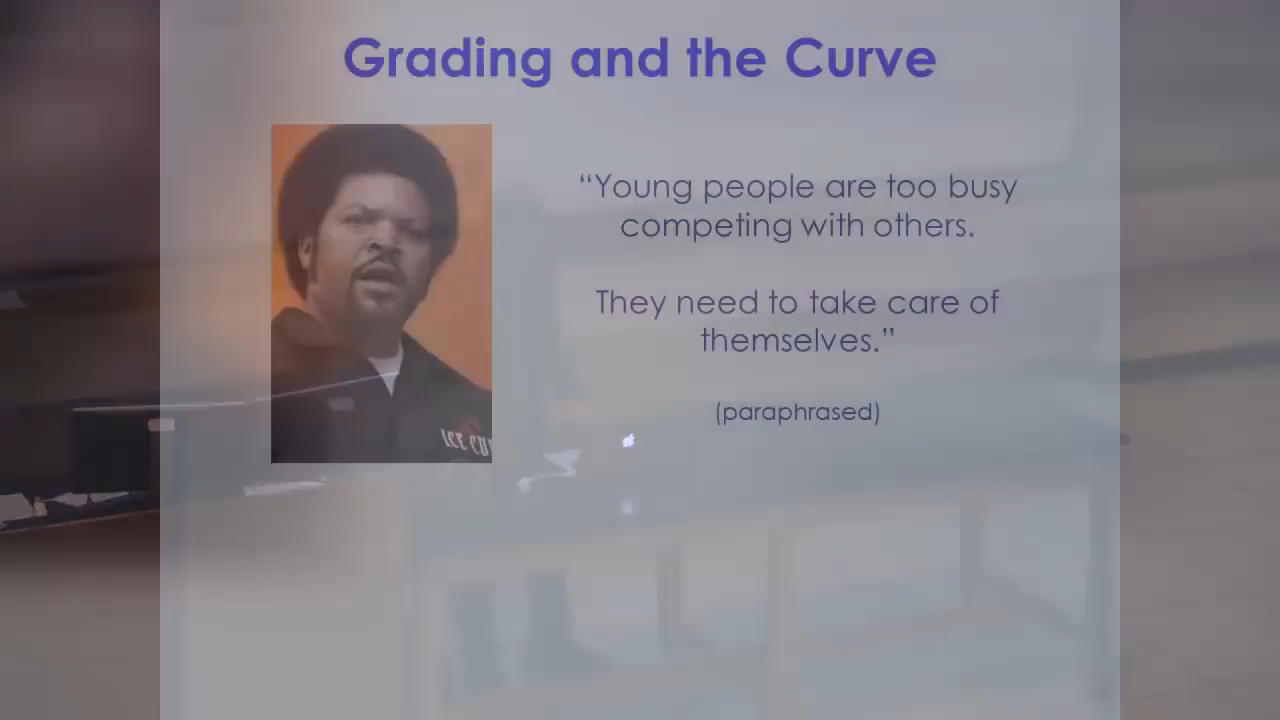 Grading and the Curve
“Young people are too busy
competing with others.
They need to take care of
themselves.”
(paraphrased)
ICE CU